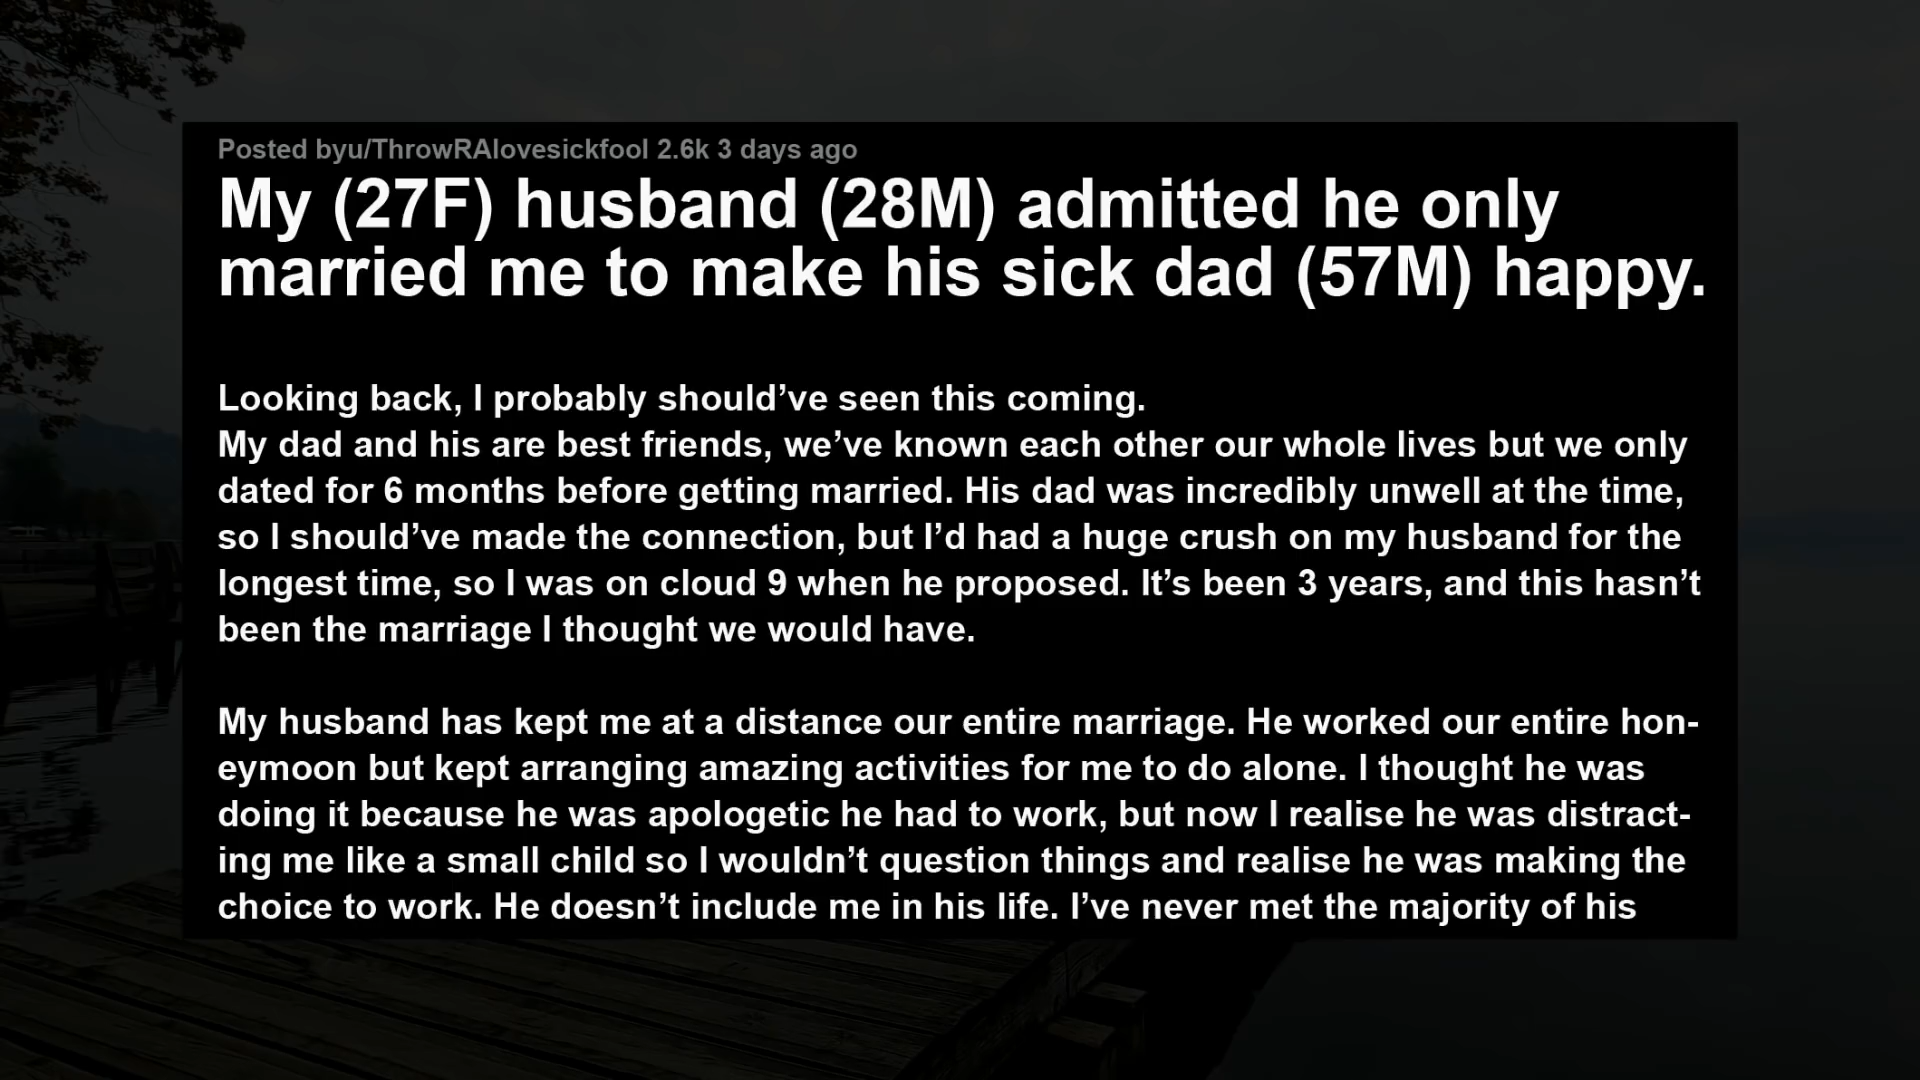 Posted byu/ThrowRAlovesickfool 2.6k 3 days ago
My (27F) husband (28M) admitted he only
married me to make his sick dad (57M) happy.
Looking back, I probably should’ve seen this coming.
My dad and his are best friends, we’ve known each other our whole lives but we only
dated for 6 months before getting married. His dad was incredibly unwell at the time,
so I should’ve made the connection, but I’d had a huge crush on my husband for the
longest time, so I was on cloud 9 when he proposed. It’s been 3 years, and this hasn’t
been the marriage I thought we would have.
My husband has kept me at a distance our entire marriage. He worked our entire hon-
eymoon but kept arranging amazing activities for me to do alone. I thought he was
doing it because he was apologetic he had to work, but now I realise he was distract-
ing me like a small child so I wouldn’t question things and realise he was making the
choice to work. He doesn’t include me in his life. I’ve never met the majority of his